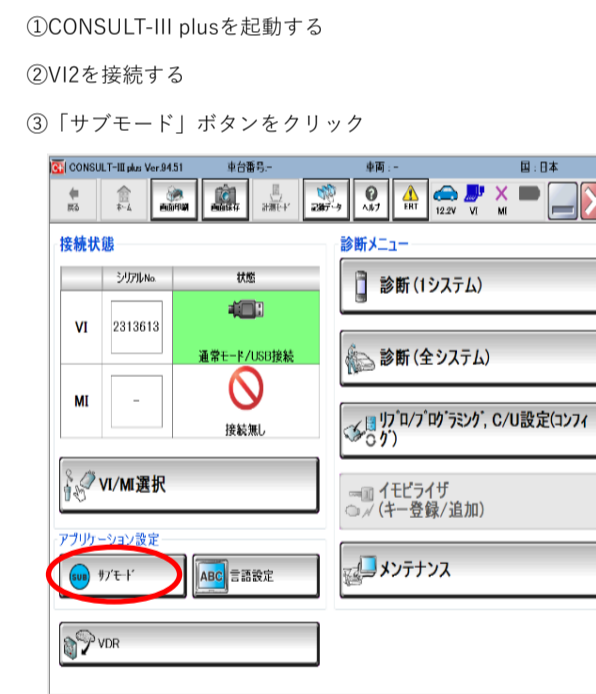 ①CONSULT-III plusを起動する
②VI2を接続する
③「サブモード」ボタンをクリック
CONSULT-III plus Ver.94.51 車台番号:- 車両 : - 国 : 日本
戻る ホーム 画面印刷 画面保存 計測モード 記録データ ヘルプ ERT 12.2V VI MI
接続状態
診断メニュー
シリアルNo. 状態
診断(1システム)
VI 2313613
通常モード/USB接続
診断(全システム)
MI -
接続無し
リプロ/プログラミング, C/U設定(コンフィ
グ)
VI/MI選択
イモビライザ
(キー登録/追加)
アプリケーション設定
SUB サブモード ABC 言語設定
メンテナンス
VDR